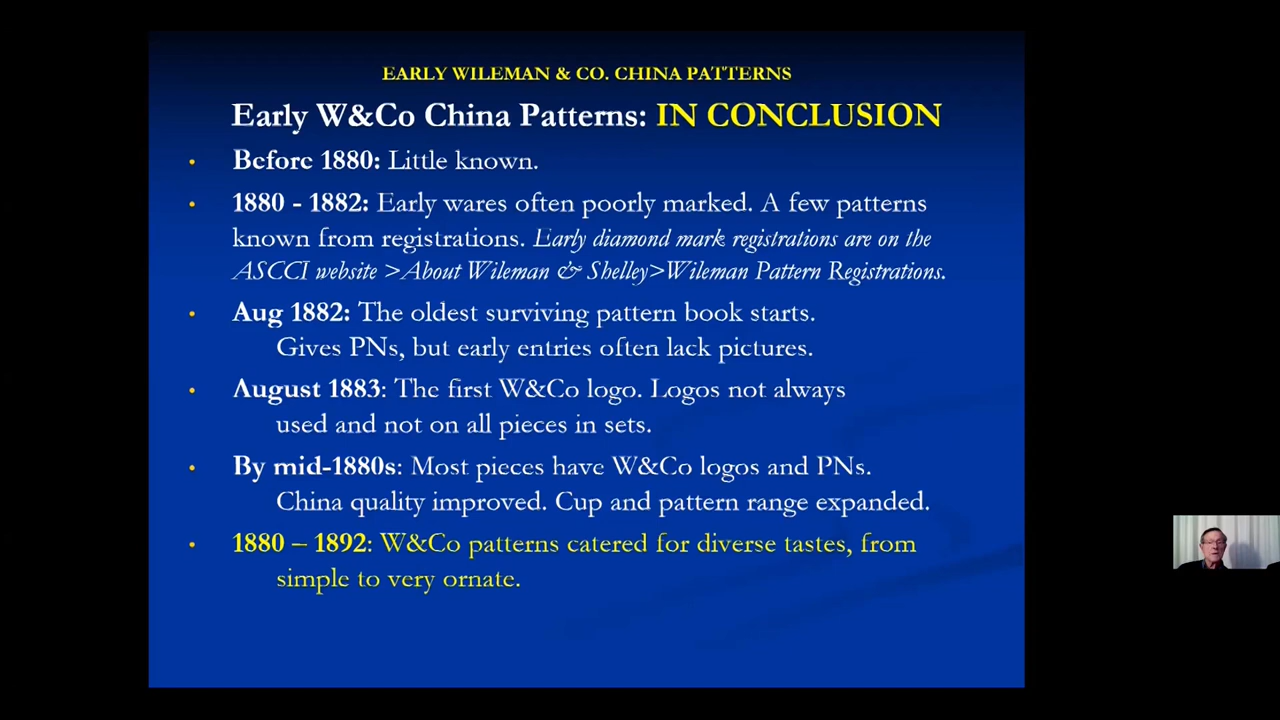 EARLY WILEMAN & CO. CHINA PATTERNS
Early W&Co China Patterns: IN CONCLUSION
• Before 1880: Little known.
• 1880 - 1882: Early wares often poorly marked. A few patterns
known from registrations. Early diamond mark registrations are on the
ASCCI website >About Wileman & Shelley>Wileman Pattern Registrations.
• Aug 1882: The oldest surviving pattern book starts.
Gives PNs, but early entries often lack pictures.
• August 1883: The first W&Co logo. Logos not always
used and not on all pieces in sets.
• By mid-1880s: Most pieces have W&Co logos and PNs.
China quality improved. Cup and pattern range expanded.
• 1880 – 1892: W&Co patterns catered for diverse tastes, from
simple to very ornate.